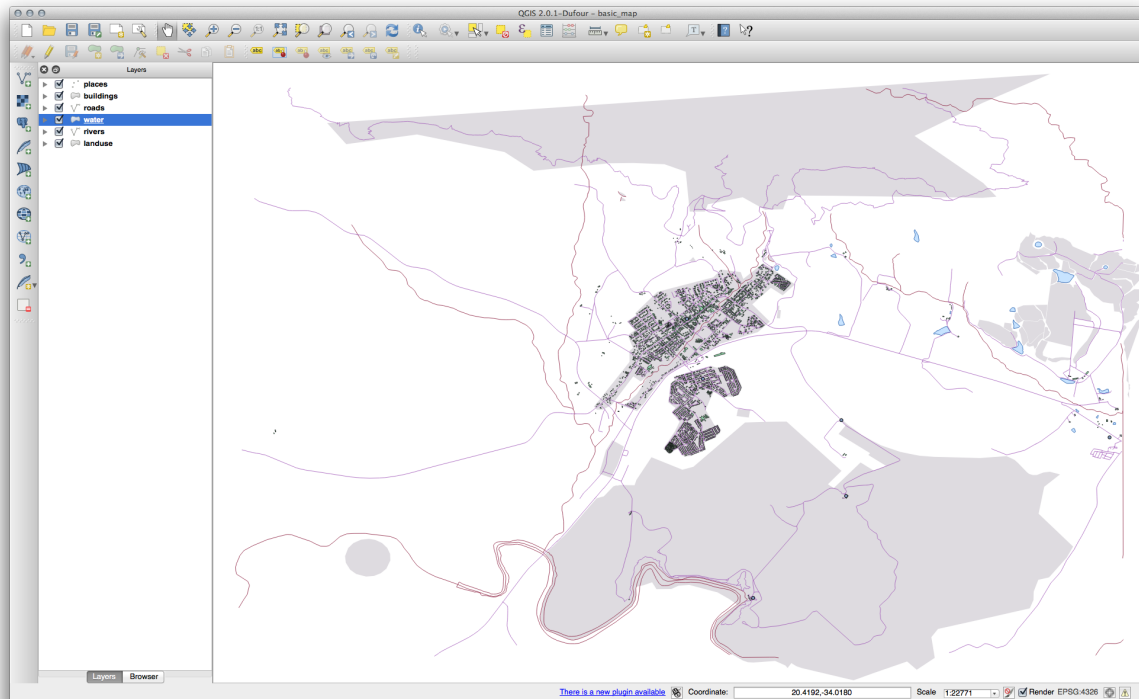 QGIS 2.0.1-Dufour - basic_map
Layers
places
buildings
roads
water
rivers
landuse
Layers
Browser
There is a new plugin available
Coordinate:
20.4192,-34.0180
Scale
1:22771
Render
EPSG:4326